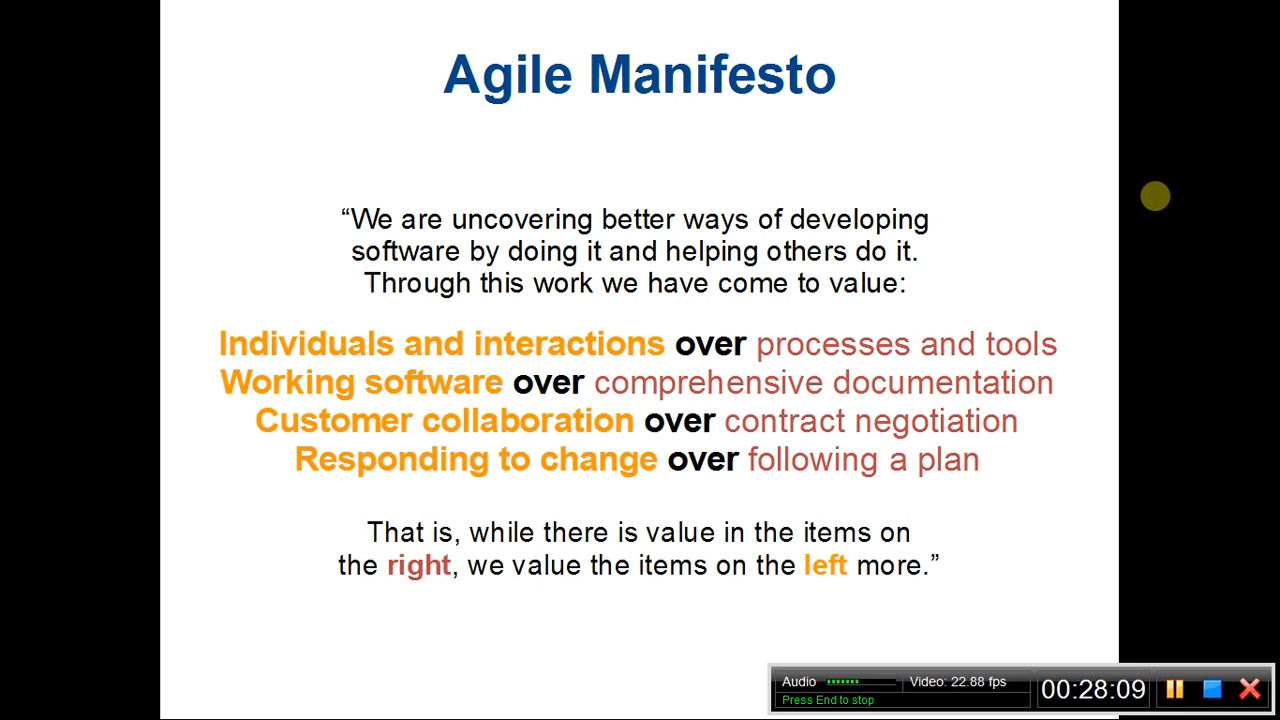 Agile Manifesto
“We are uncovering better ways of developing
software by doing it and helping others do it.
Through this work we have come to value:
Individuals and interactions over processes and tools
Working software over comprehensive documentation
Customer collaboration over contract negotiation
Responding to change over following a plan
That is, while there is value in the items on
the right, we value the items on the left more.”
Audio Video: 22.88 fps
Press End to stop
00:28:09